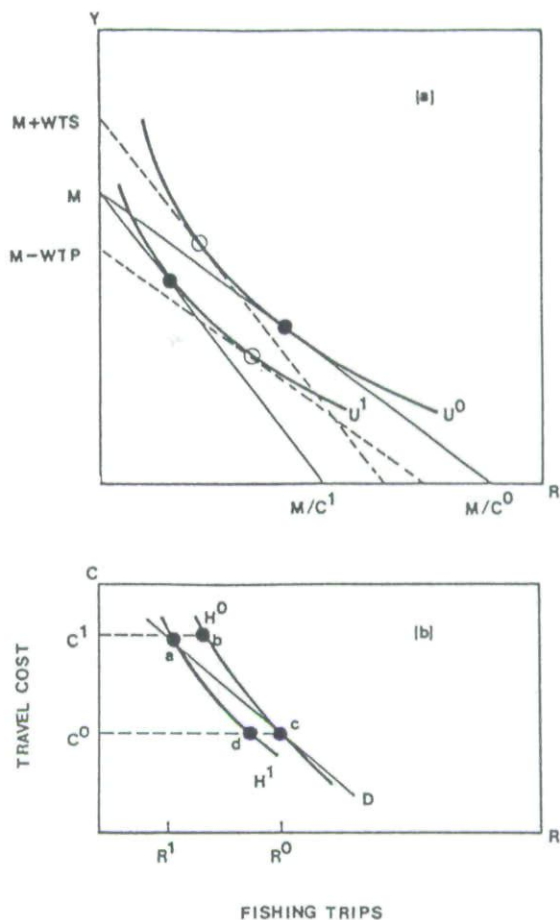 Y
[a]
M+WTS
M
M−WTP
U¹
U⁰
R
M/C¹
M/C⁰
C
[b]
H⁰
C¹
b
a
TRAVEL COST
C⁰
c
d
H¹
D
R
R¹
R⁰
FISHING TRIPS